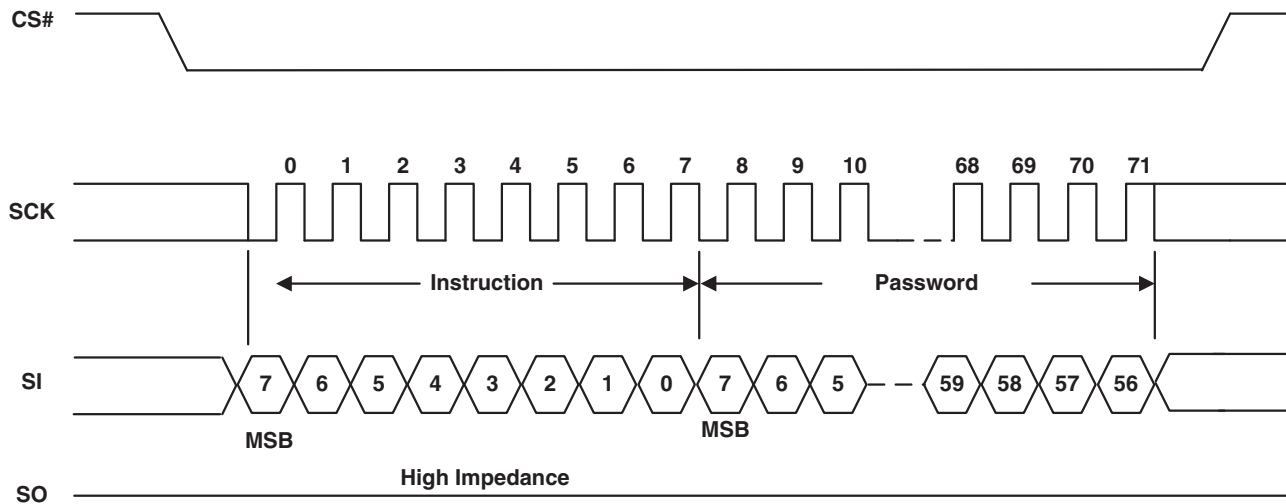 CS#
0 1 2 3 4 5 6 7 8 9 10 68 69 70 71
SCK
Instruction Password
SI 7 6 5 4 3 2 1 0 7 6 5 59 58 57 56
MSB MSB
High Impedance
SO